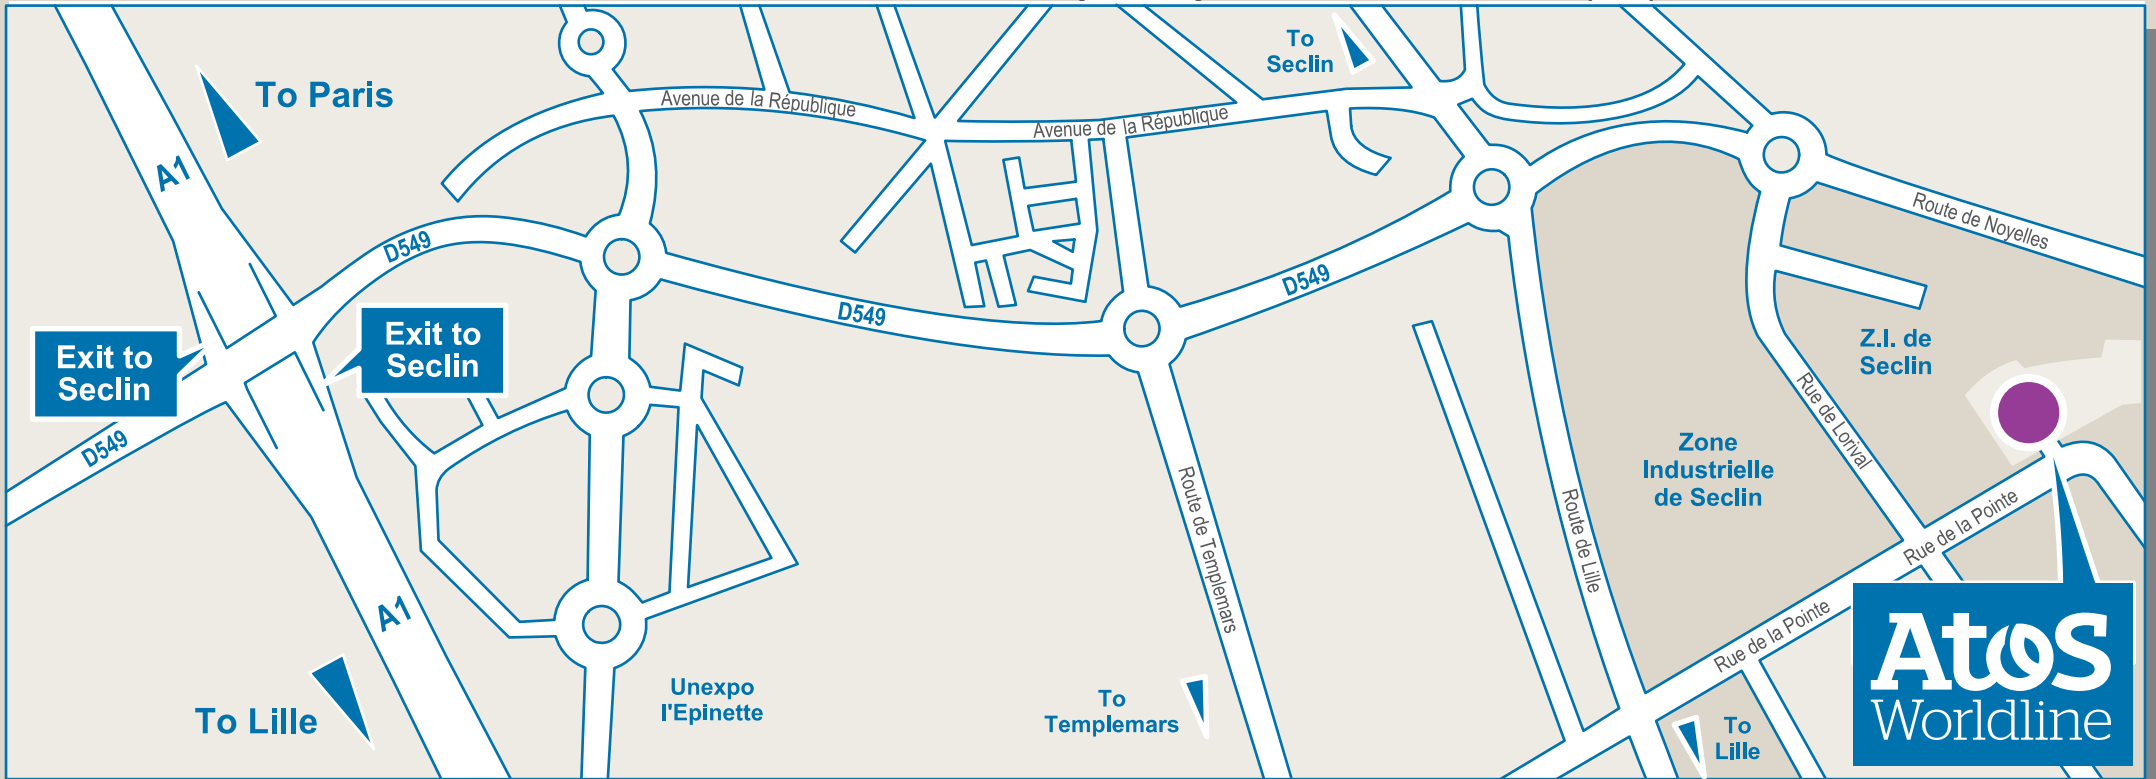 To
Seclin
To Paris
Avenue de la République
Avenue de la République
A1
Route de Noyelles
D549
D549
D549
Exit to
Seclin
Exit to
Seclin
Z.I. de
Seclin
Rue de Lorival
D549
Zone
Industrielle
de Seclin
Route de Templemars
Route de Lille
Rue de la Pointe
A1
Rue de la Pointe
Unexpo
l'Epinette
To
Templemars
To Lille
To
Lille
Atos
Worldline